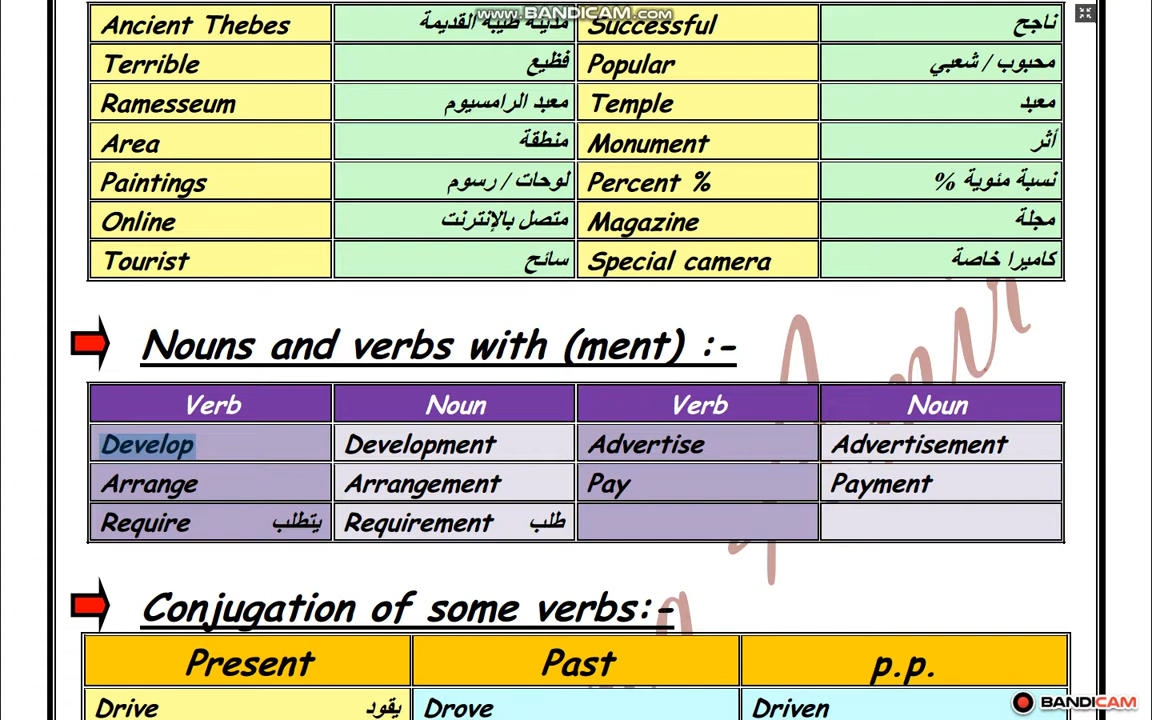 www.BANDICAM.com
Ancient Thebes مدينة طيبة القديمة Successful ناجح
Terrible فظيع Popular محبوب / شعبي
Ramesseum معبد الرامسيوم Temple معبد
Area منطقة Monument أثر
Paintings لوحات / رسوم Percent % نسبة مئوية %
Online متصل بالإنترنت Magazine مجلة
Tourist سائح Special camera كاميرا خاصة
Nouns and verbs with (ment) :-
Verb Noun Verb Noun
Develop Development Advertise Advertisement
Arrange Arrangement Pay Payment
Require يتطلب Requirement طلب
Conjugation of some verbs:-
Present Past p.p.
Drive يقود Drove Driven
BANDICAM